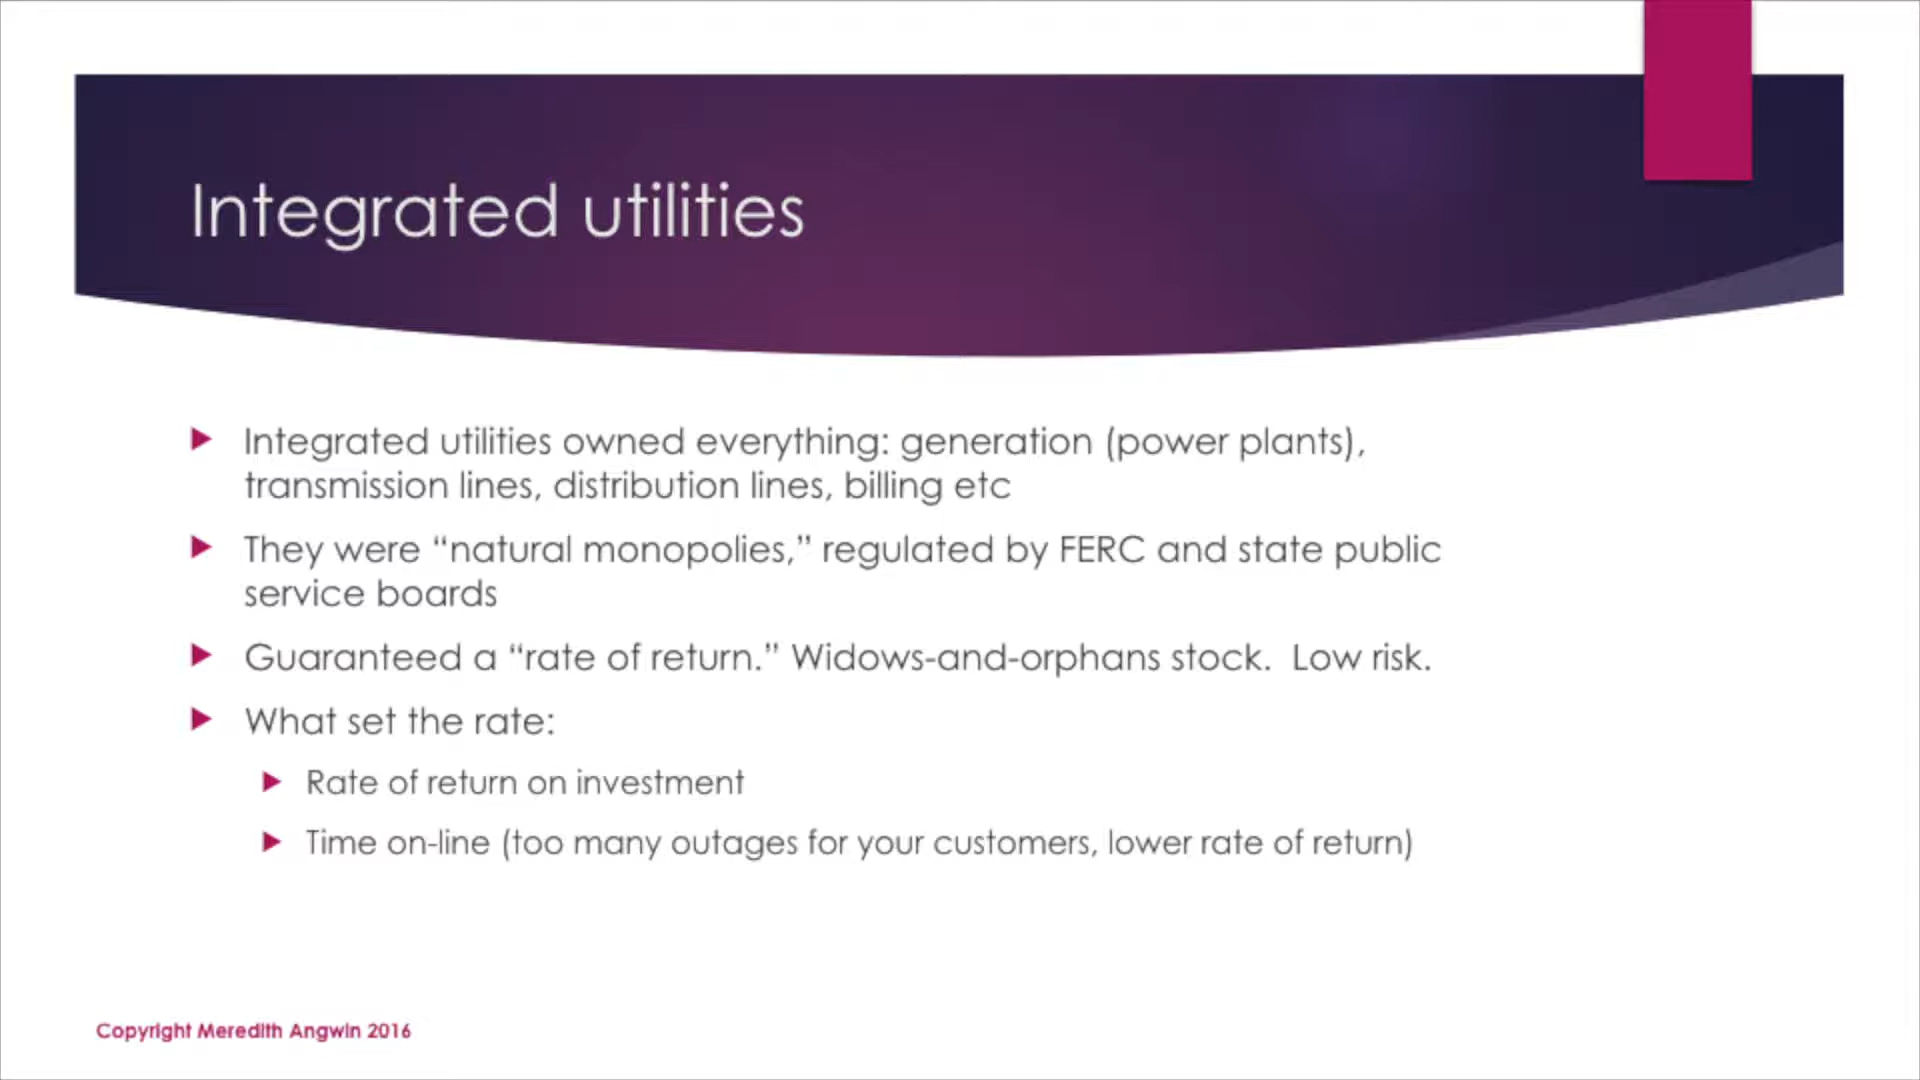 Integrated utilities
Integrated utilities owned everything: generation (power plants),
transmission lines, distribution lines, billing etc
They were “natural monopolies,” regulated by FERC and state public
service boards
Guaranteed a “rate of return.” Widows-and-orphans stock.  Low risk.
What set the rate:
Rate of return on investment
Time on-line (too many outages for your customers, lower rate of return)
Copyright Meredith Angwin 2016